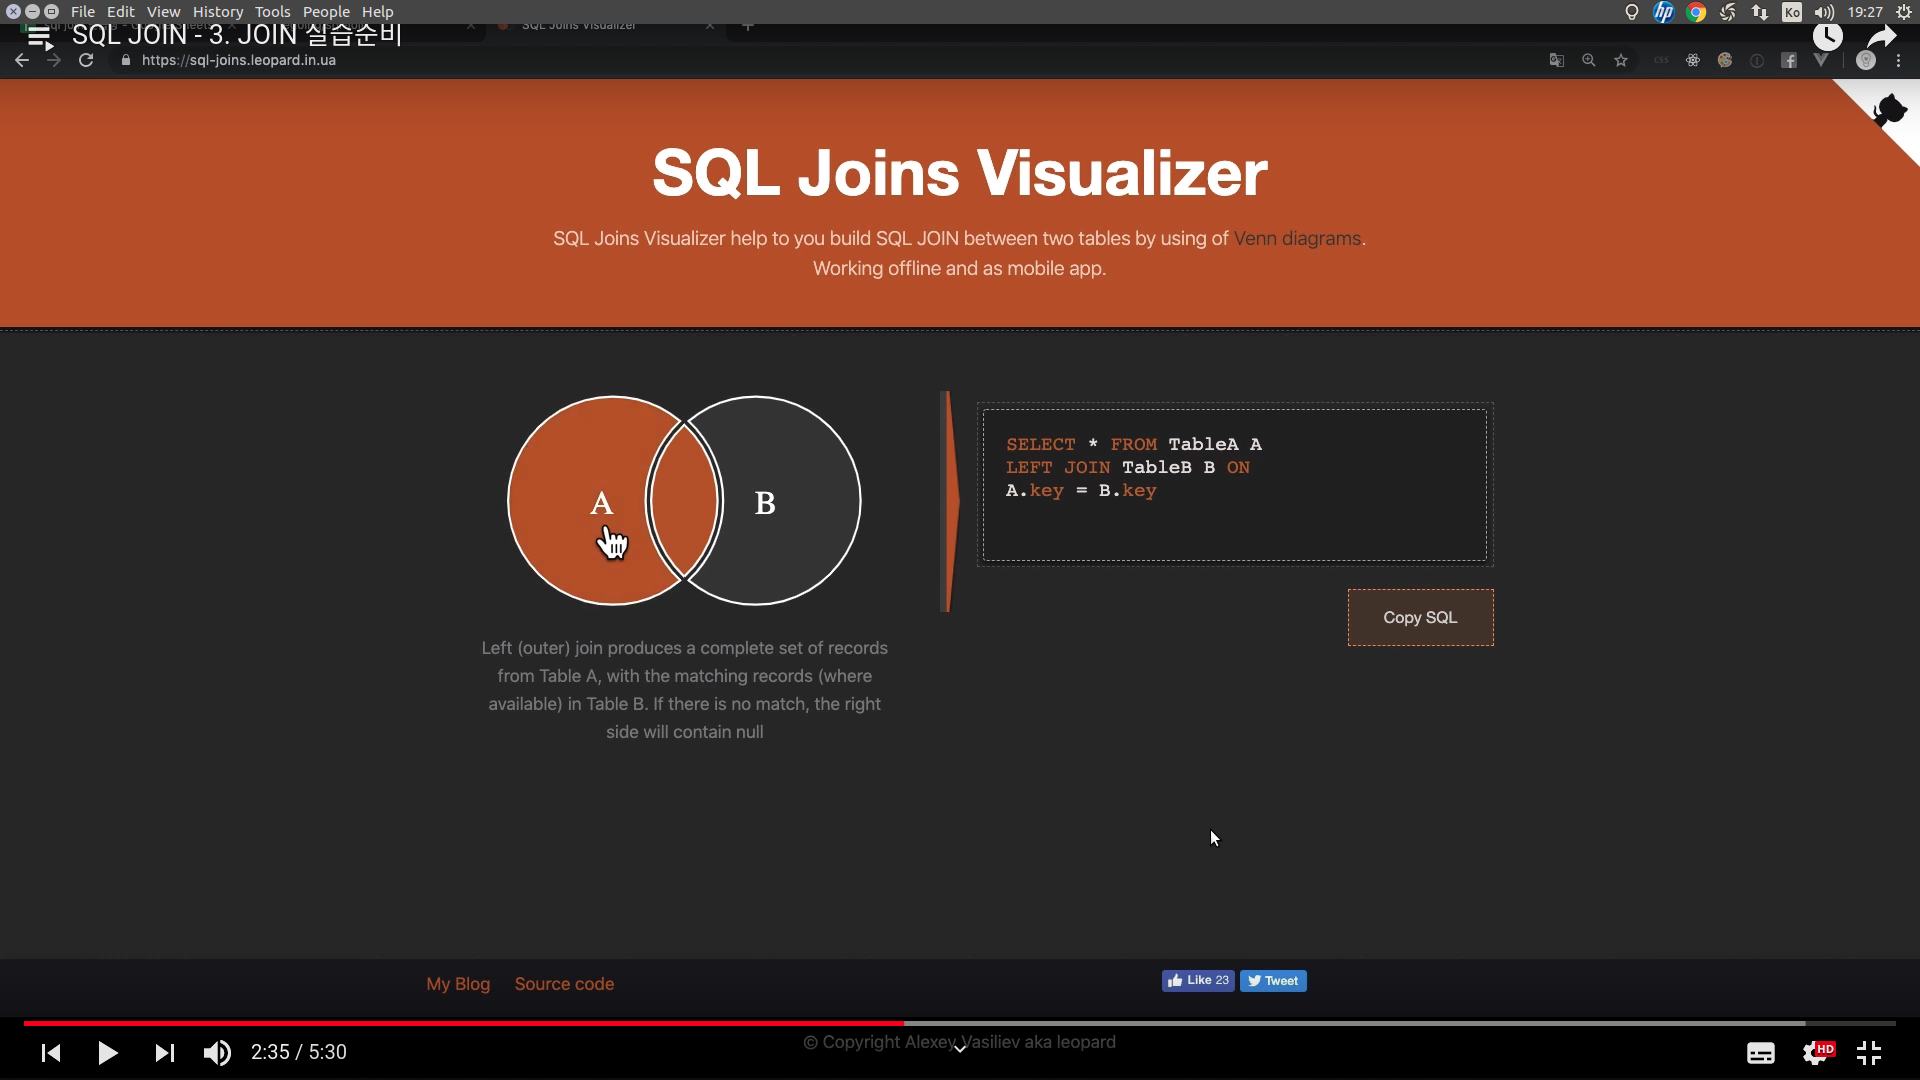 File Edit View History Tools People Help
Ko
19:27
SQL JOIN - 3. JOIN 실습준비
SQL Joins Visualizer
https://sql-joins.leopard.in.ua
CSS
SQL Joins Visualizer
SQL Joins Visualizer help to you build SQL JOIN between two tables by using of Venn diagrams.
Working offline and as mobile app.
A
B
SELECT * FROM TableA A
LEFT JOIN TableB B ON
A.key = B.key
Copy SQL
Left (outer) join produces a complete set of records
from Table A, with the matching records (where
available) in Table B. If there is no match, the right
side will contain null
My Blog Source code
Like 23 Tweet
© Copyright Alexey Vasiliev aka leopard
2:35 / 5:30
HD